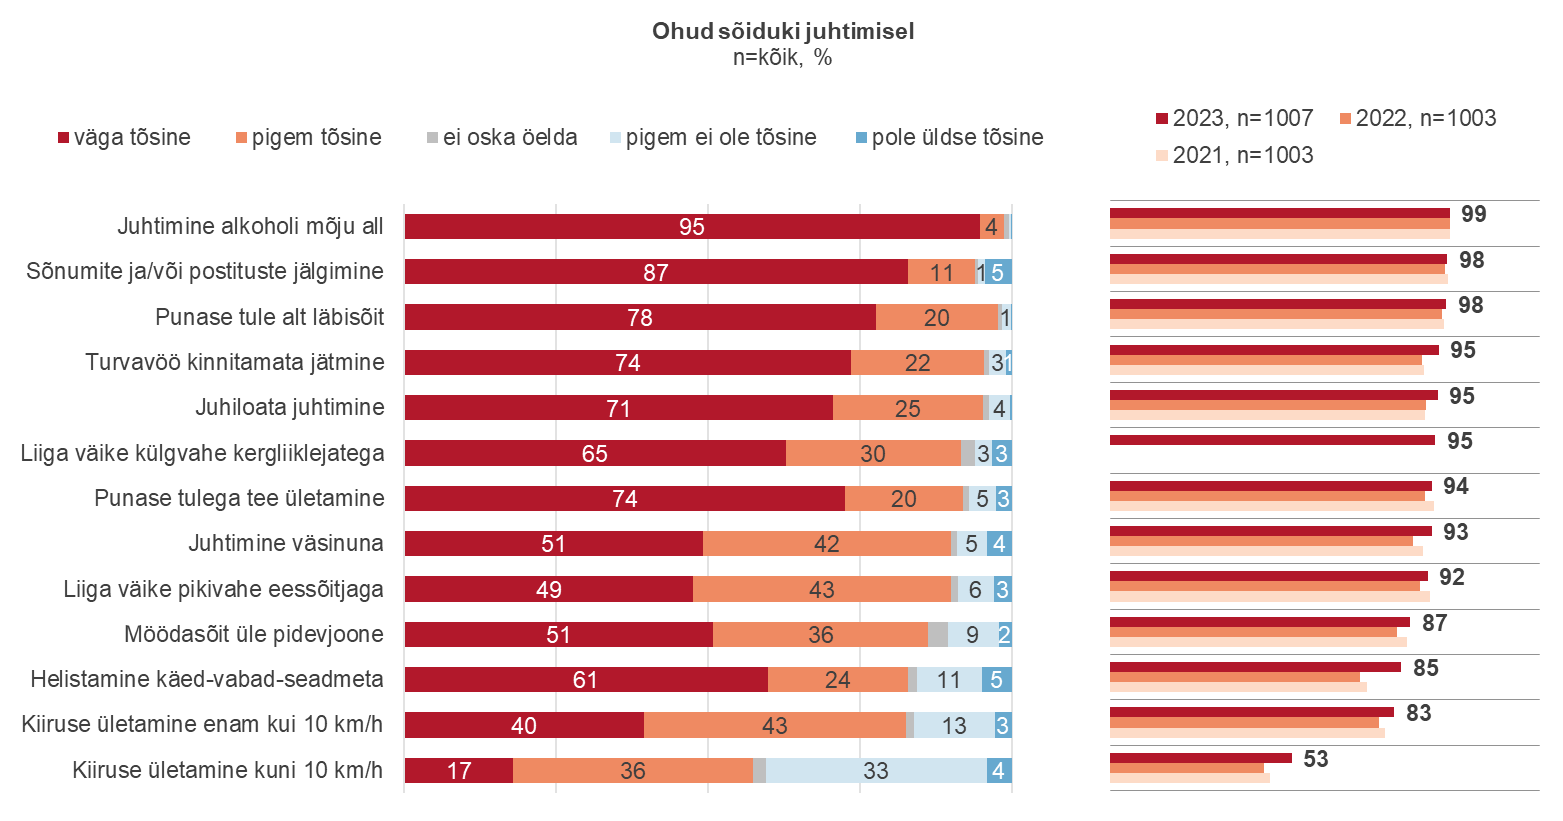 Ohud sõiduki juhtimisel
n=kõik, %
väga tõsine pigem tõsine ei oska öelda pigem ei ole tõsine pole üldse tõsine
2023, n=1007 2022, n=1003
2021, n=1003
Juhtimine alkoholi mõju all 95 4 99
Sõnumite ja/või postituste jälgimine 87 11 1 5 98
Punase tule alt läbisõit 78 20 1 98
Turvavöö kinnitamata jätmine 74 22 3 1 95
Juhiloata juhtimine 71 25 4 95
Liiga väike külgvahe kergliiklejatega 65 30 3 3 95
Punase tulega tee ületamine 74 20 5 3 94
Juhtimine väsinuna 51 42 5 4 93
Liiga väike pikivahe eessõitjaga 49 43 6 3 92
Möödasõit üle pidevjoone 51 36 9 2 87
Helistamine käed-vabad-seadmeta 61 24 11 5 85
Kiiruse ületamine enam kui 10 km/h 40 43 13 3 83
Kiiruse ületamine kuni 10 km/h 17 36 33 4 53